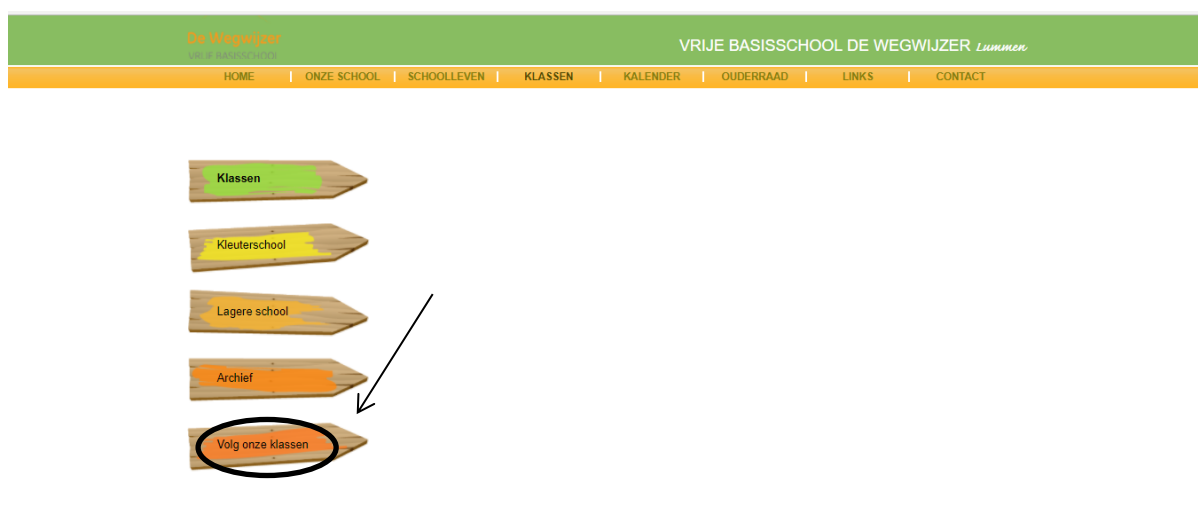 De Wegwijzer
VRIJE BASISSCHOOL
VRIJE BASISSCHOOL DE WEGWIJZER Lummen
HOME ONZE SCHOOL SCHOOLLEVEN KLASSEN KALENDER OUDERRAAD LINKS CONTACT
Klassen
Kleuterschool
Lagere school
Archief
Volg onze klassen